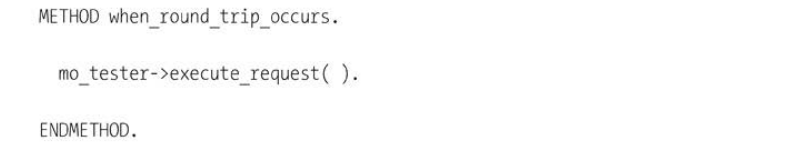 METHOD when_round_trip_occurs.
mo_tester->execute_request( ).
ENDMETHOD.